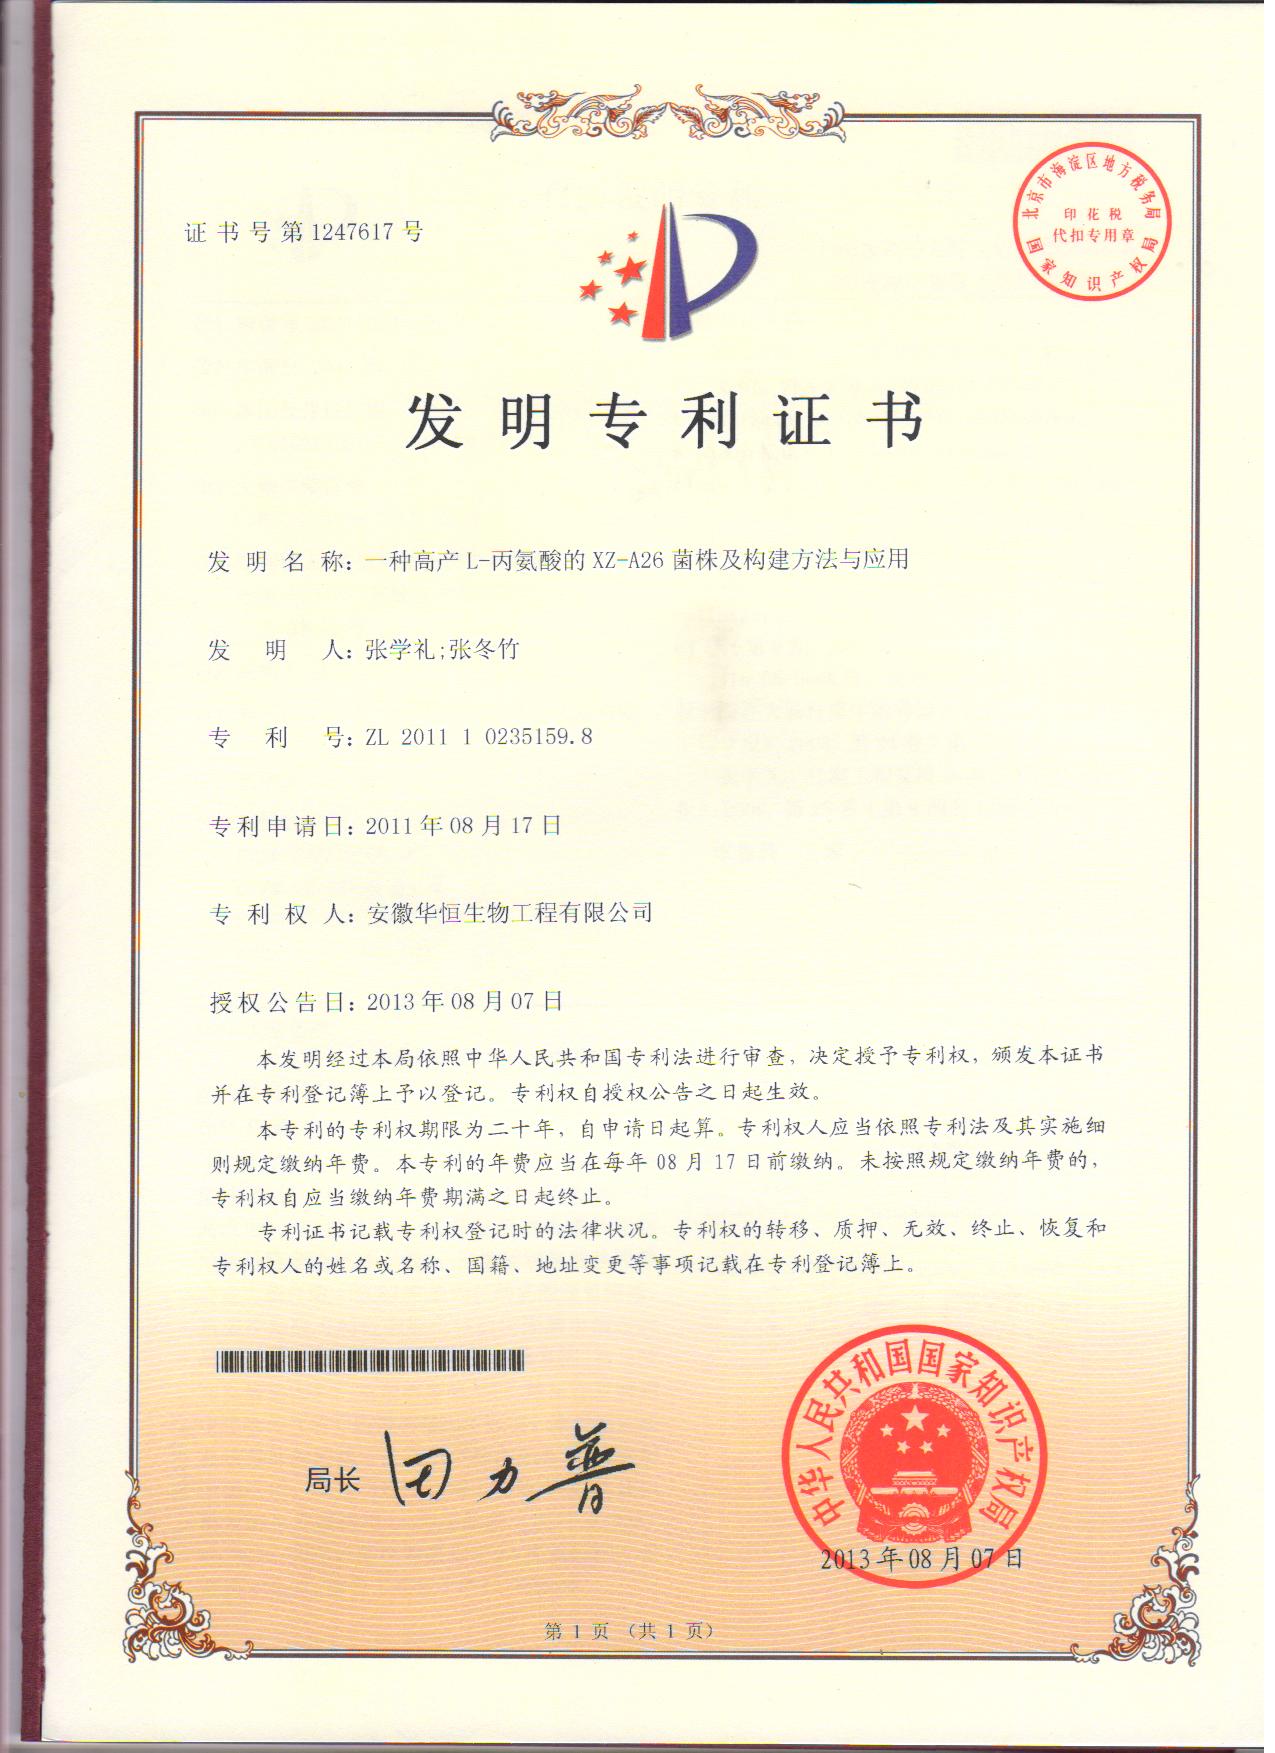 证书号第1247617号
北京市海淀区地方税务局
印花税
代扣专用章
国家知识产权局
发明专利证书
发明名称：一种高产L-丙氨酸的XZ-A26菌株及构建方法与应用
发明人：张学礼;张冬竹
专利号：ZL 2011 1 0235159.8
专利申请日：2011年08月17日
专利权人：安徽华恒生物工程有限公司
授权公告日：2013年08月07日
本发明经过本局依照中华人民共和国专利法进行审查，决定授予专利权，颁发本证书
并在专利登记簿上予以登记。专利权自授权公告之日起生效。
本专利的专利权期限为二十年，自申请日起算。专利权人应当依照专利法及其实施细
则规定缴纳年费。本专利的年费应当在每年08月17日前缴纳。未按照规定缴纳年费的，
专利权自应当缴纳年费期满之日起终止。
专利证书记载专利权登记时的法律状况。专利权的转移、质押、无效、终止、恢复和
专利权人的姓名或名称、国籍、地址变更等事项记载在专利登记簿上。
局长 田力普
中华人民共和国国家知识产权局
2013年08月07日
第1页（共1页）